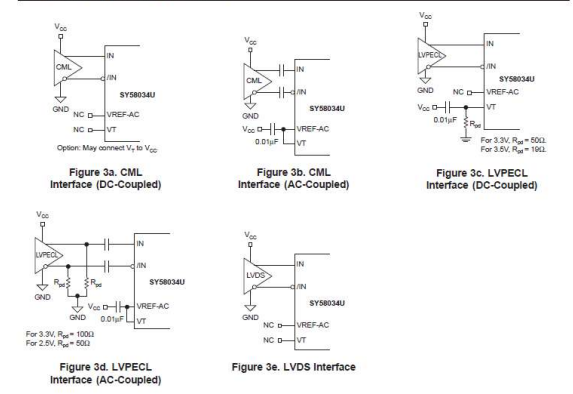 VCC
CML
IN
/IN
SY58034U
GND
NC
VREF-AC
NC
VT
Option: May connect VT to VCC
Figure 3a. CML
Interface (DC-Coupled)
VCC
CML
IN
/IN
SY58034U
GND
VCC
VREF-AC
0.01µF
VT
Figure 3b. CML
Interface (AC-Coupled)
VCC
LVPECL
IN
/IN
SY58034U
GND
NC
VREF-AC
VCC
VT
0.01µF
Rpd
For 3.3V, Rpd = 50Ω.
For 3.5V, Rpd = 19Ω.
Figure 3c. LVPECL
Interface (DC-Coupled)
VCC
LVPECL
IN
/IN
Rpd
Rpd
SY58034U
GND
GND
VCC
VREF-AC
0.01µF
VT
For 3.3V, Rpd = 100Ω
For 2.5V, Rpd = 50Ω
Figure 3d. LVPECL
Interface (AC-Coupled)
VCC
LVDS
IN
/IN
SY58034U
GND
NC
VREF-AC
NC
VT
Figure 3e. LVDS Interface